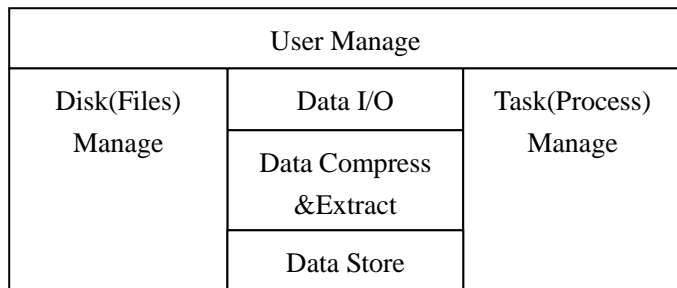 User Manage
Disk(Files)
Manage
Data I/O
Data Compress
&Extract
Data Store
Task(Process)
Manage